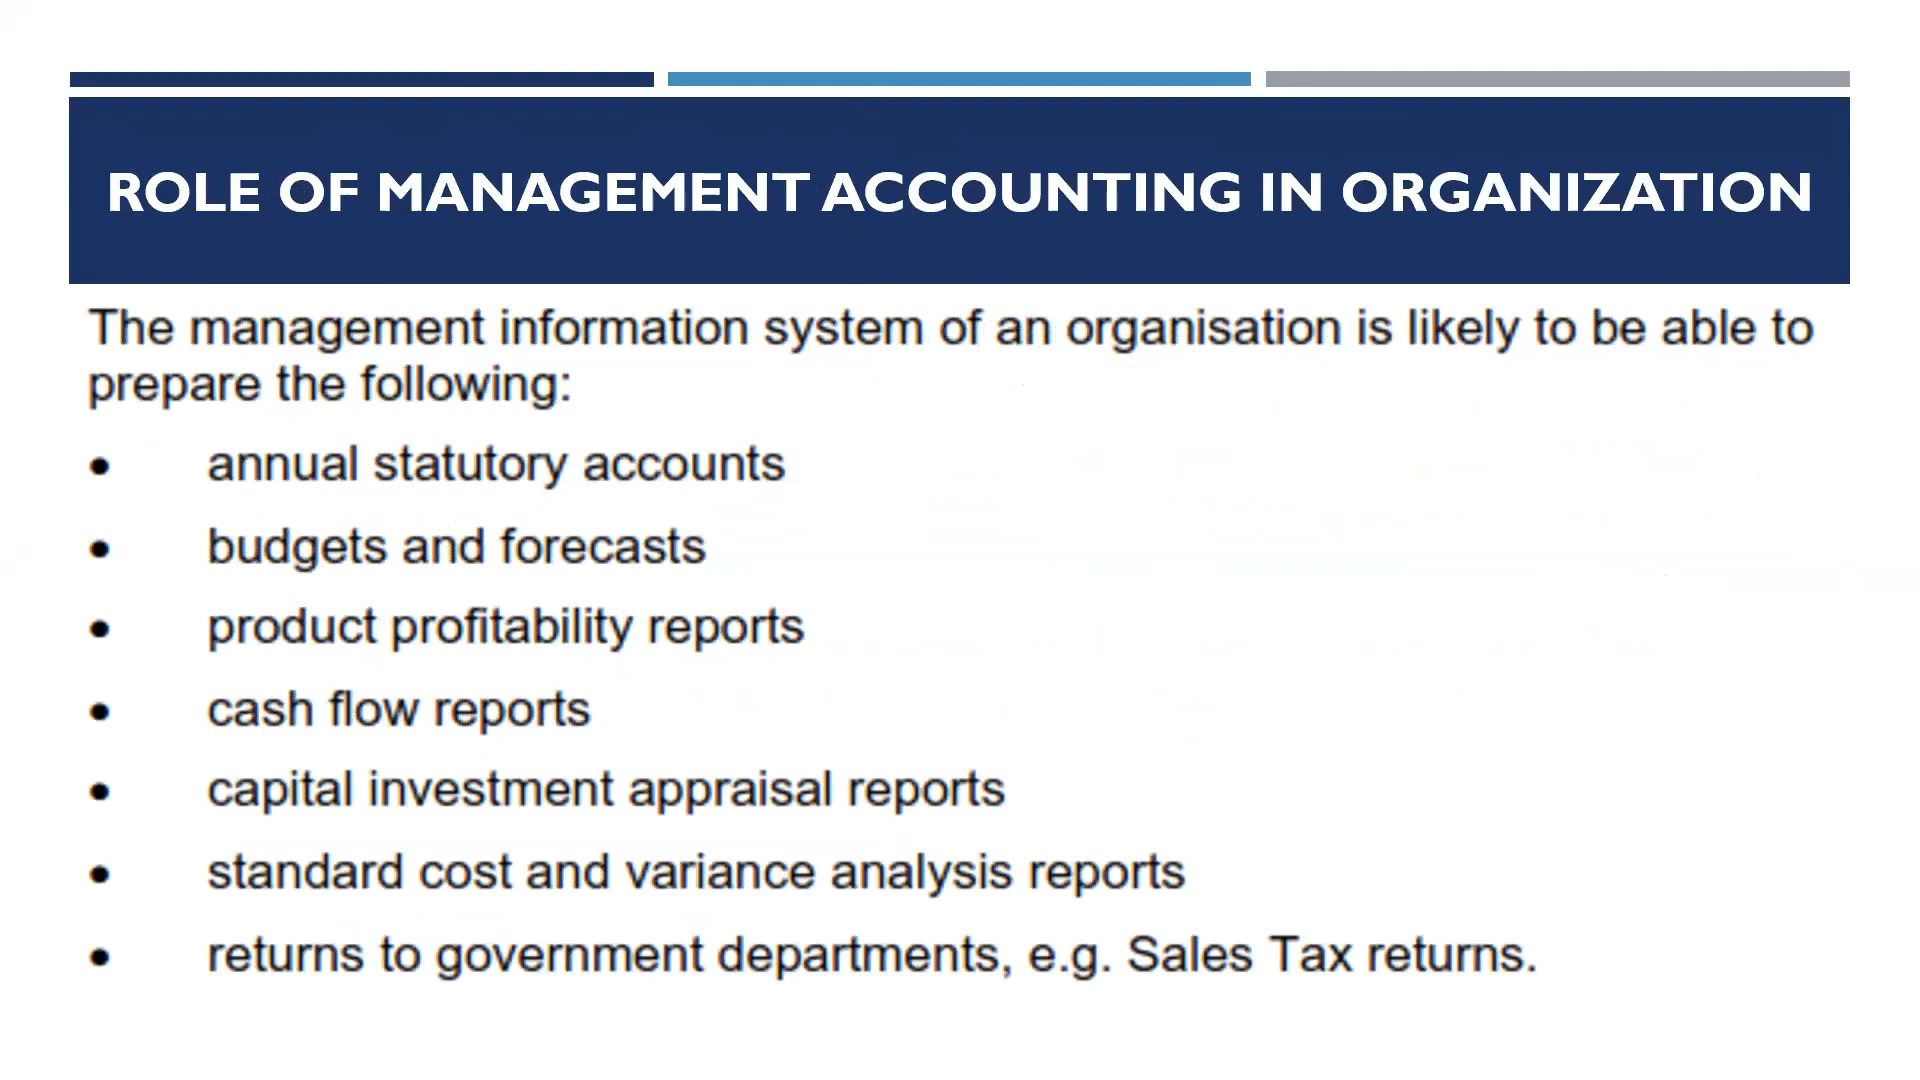 ROLE OF MANAGEMENT ACCOUNTING IN ORGANIZATION
The management information system of an organisation is likely to be able to
prepare the following:
• annual statutory accounts
• budgets and forecasts
• product profitability reports
• cash flow reports
• capital investment appraisal reports
• standard cost and variance analysis reports
• returns to government departments, e.g. Sales Tax returns.